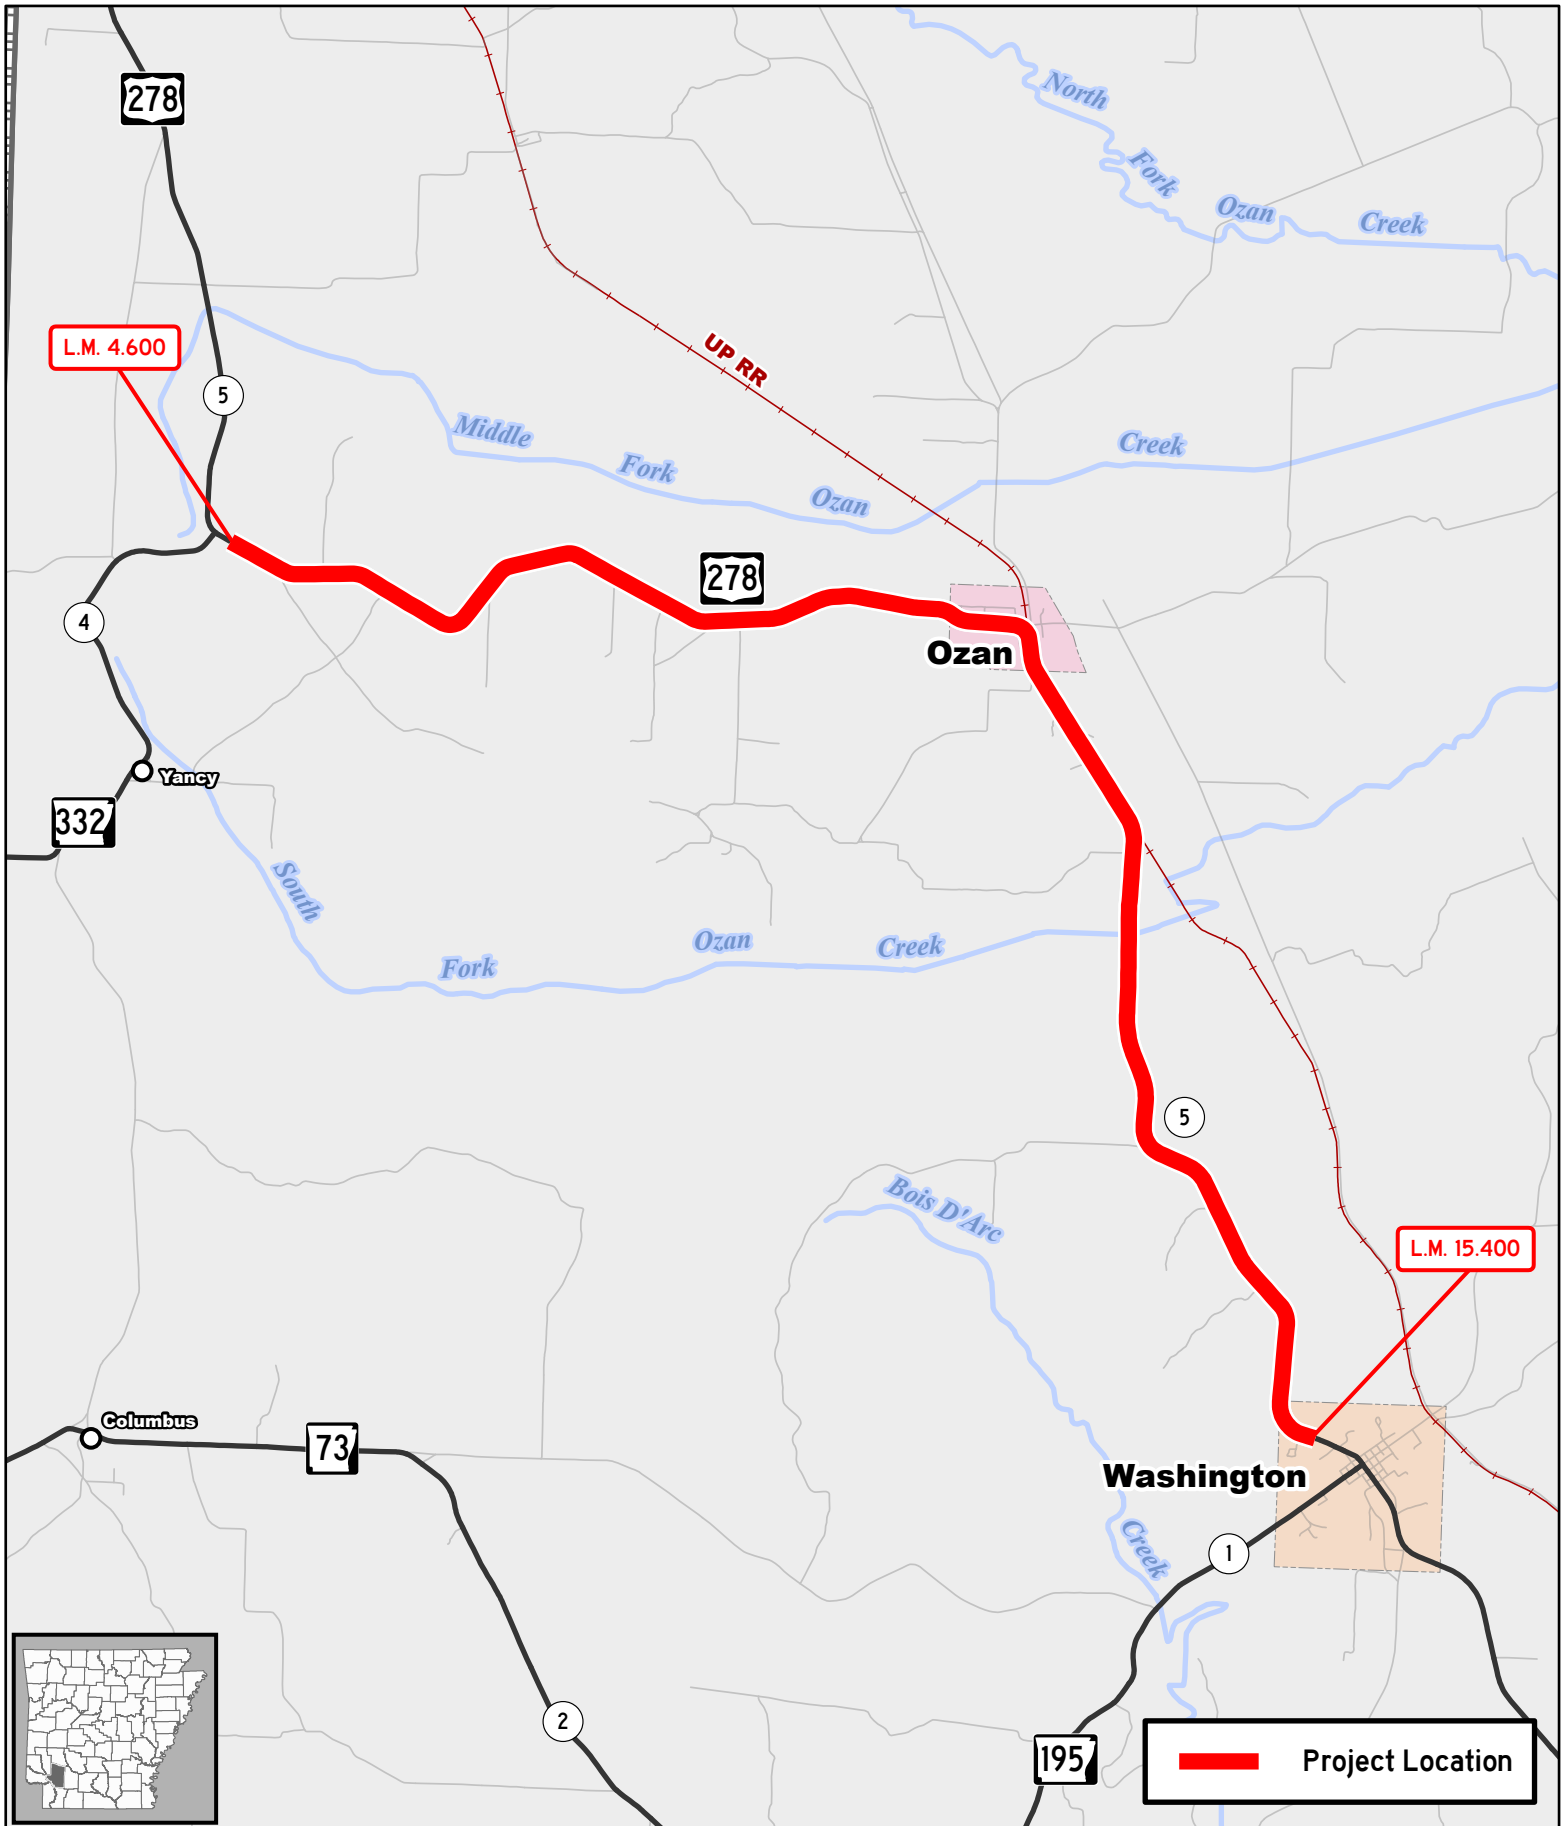 278
North
Fork
Ozan
Creek
L.M. 4.600
UP RR
5
Middle
Fork
Ozan
Creek
278
4
Ozan
Yancy
332
South
Fork
Ozan
Creek
5
Bois D'Arc
L.M. 15.400
Columbus
73
Washington
Creek
1
2
195
Project Location